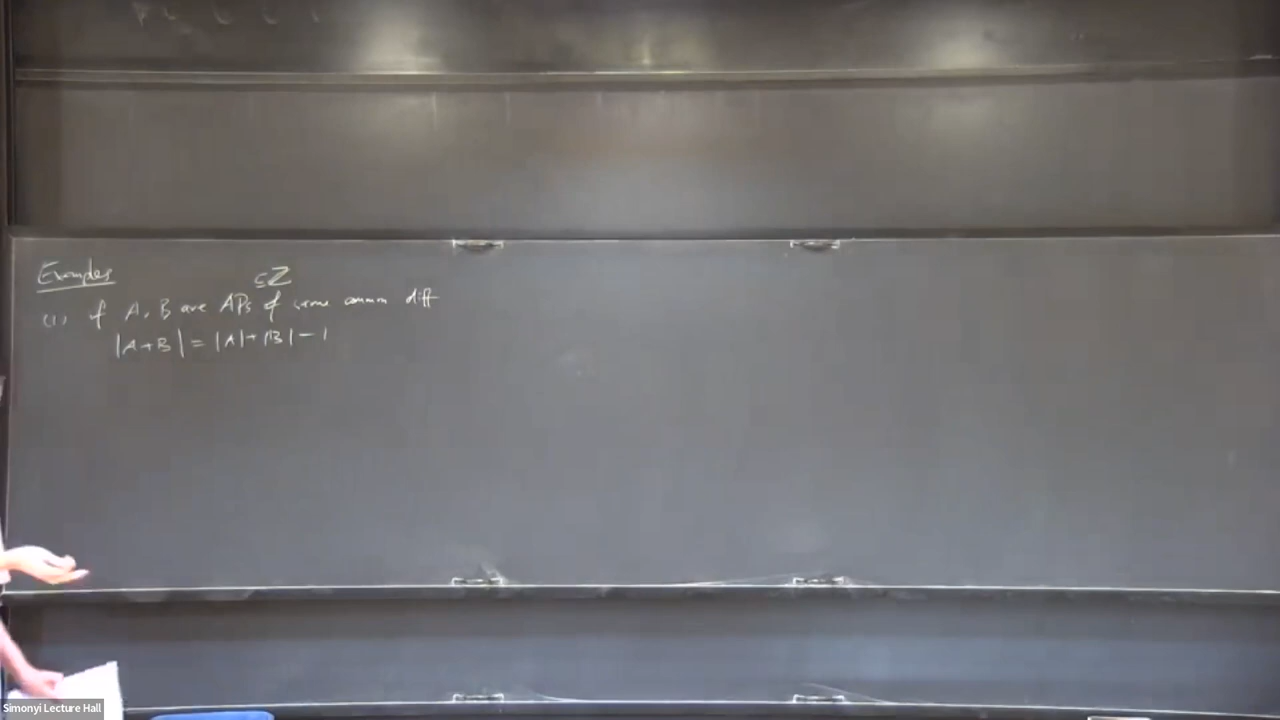 Examples
⊆ℤ
(1) if A, B are APs of same common diff
|A+B| = |A|+|B|-1
Simonyi Lecture Hall